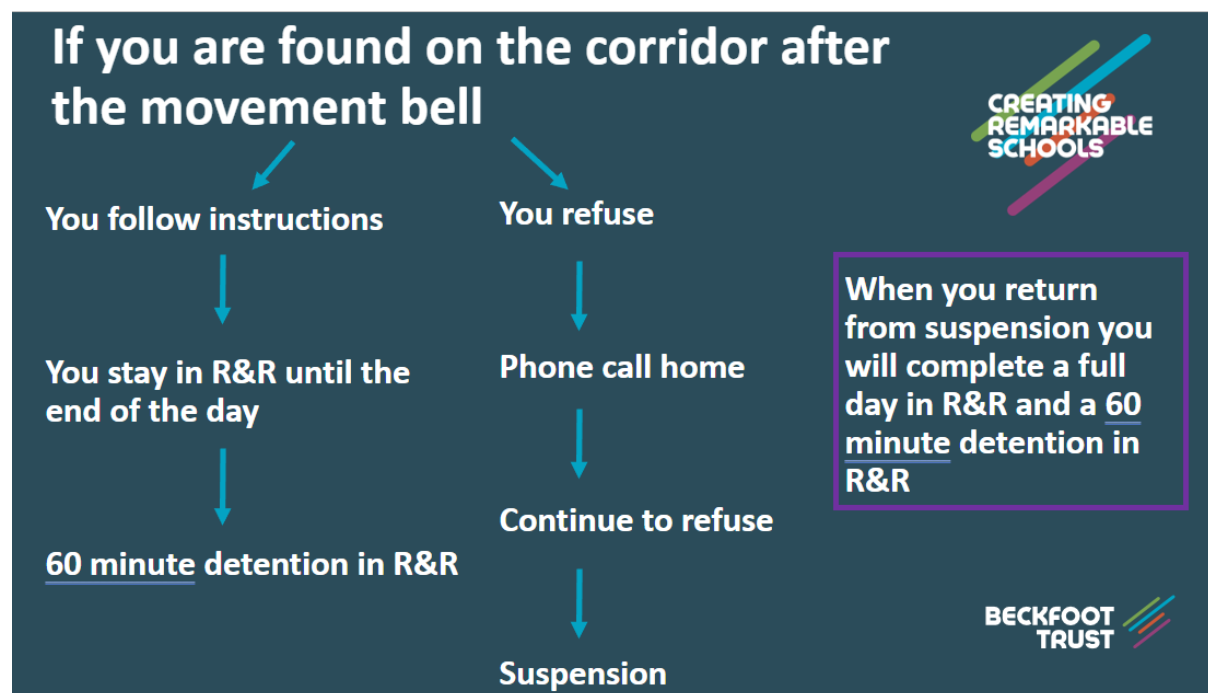 If you are found on the corridor after
the movement bell
CREATING
REMARKABLE
SCHOOLS
You follow instructions
You stay in R&R until the
end of the day
60 minute detention in R&R
You refuse
Phone call home
Continue to refuse
Suspension
When you return
from suspension you
will complete a full
day in R&R and a 60
minute detention in
R&R
BECKFOOT
TRUST